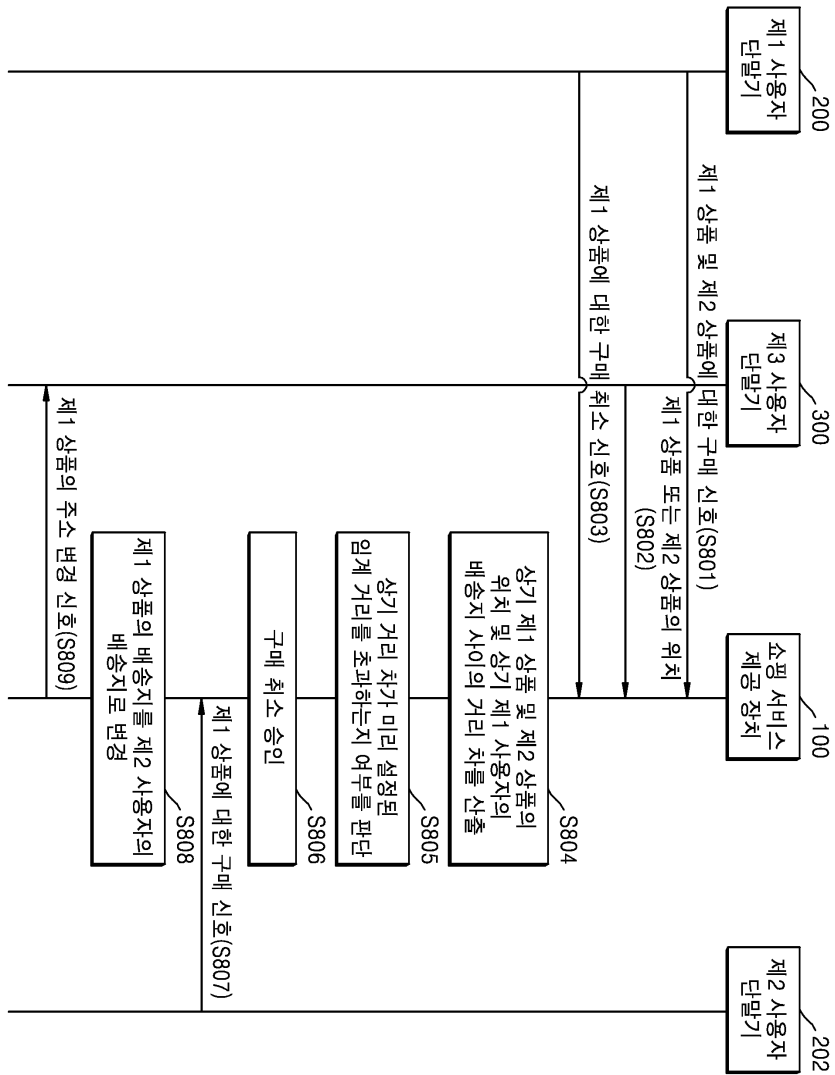 제1 사용자
단말기
200
제3 사용자
단말기
300
쇼핑 서비스
제공 장치
100
제2 사용자
단말기
202
제1 상품 및 제2 상품에 대한 구매 신호(S801)
제1 상품 또는 제2 상품의 위치
(S802)
제1 상품에 대한 구매 취소 신호(S803)
상기 제1 상품 및 제2 상품의
위치 및 상기 제1 사용자의
배송지 사이의 거리 차를 산출
S804
상기 거리 차가 미리 설정된
임계 거리를 초과하는지 여부를 판단
S805
구매 취소 승인
S806
제1 상품에 대한 구매 신호(S807)
제1 상품의 배송지를 제2 사용자의
배송지로 변경
S808
제1 상품의 주소 변경 신호(S809)